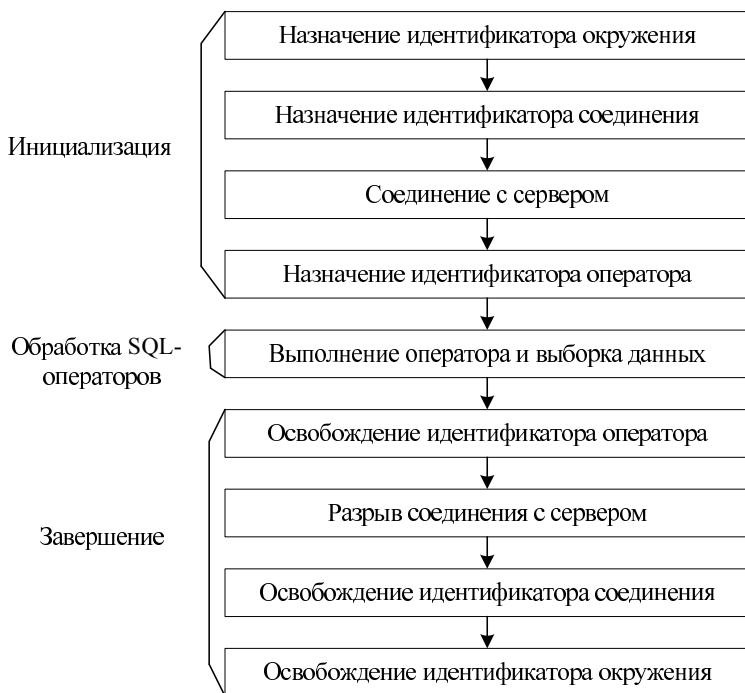 Назначение идентификатора окружения
Назначение идентификатора соединения
Инициализация
Соединение с сервером
Назначение идентификатора оператора
Обработка SQL-
операторов
Выполнение оператора и выборка данных
Освобождение идентификатора оператора
Разрыв соединения с сервером
Завершение
Освобождение идентификатора соединения
Освобождение идентификатора окружения